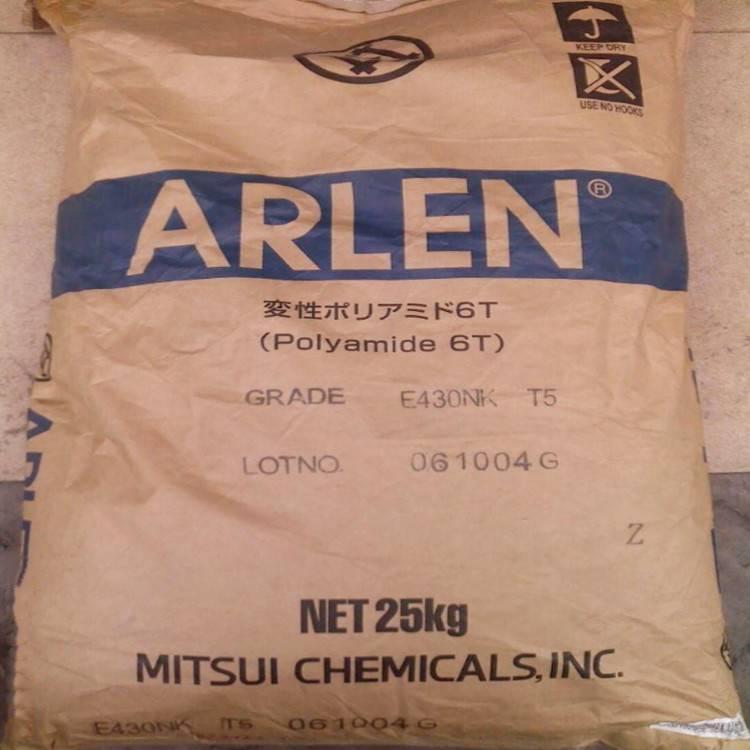 KEEP DRY
USE NO HOOKS
ARLEN®
変性ポリアミド6T
(Polyamide 6T)
GRADE E430NK T5
LOTNO. 061004G
Z
NET 25kg
MITSUI CHEMICALS, INC.
E430NK T5 061004G